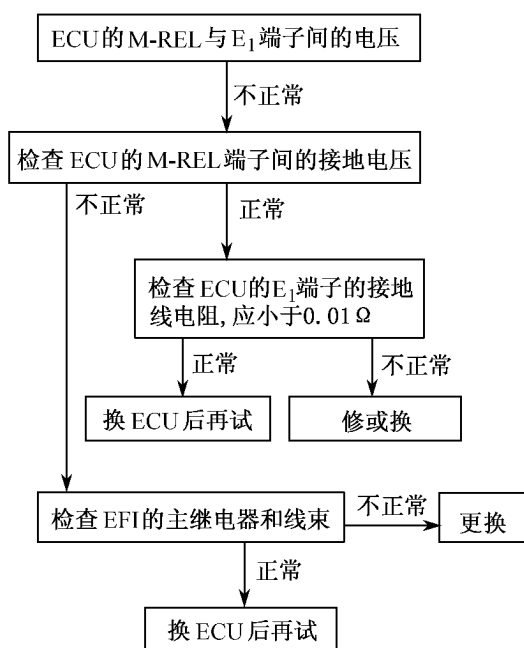 ECU的M-REL与E₁端子间的电压
不正常
检查ECU的M-REL端子间的接地电压
不正常
正常
检查ECU的E₁端子的接地
线电阻,应小于0.01Ω
正常
不正常
换ECU后再试
修或换
检查EFI的主继电器和线束
不正常
更换
正常
换ECU后再试